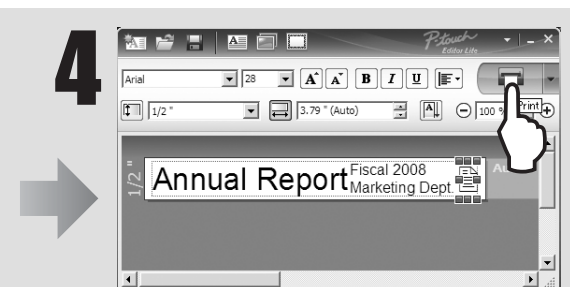 4
P-touch
Editor Lite
Arial
28
A A B I U
1/2 "
3.79 " (Auto)
A
100 %
Print
1/2 "
Annual Report
Fiscal 2008
Marketing Dept.